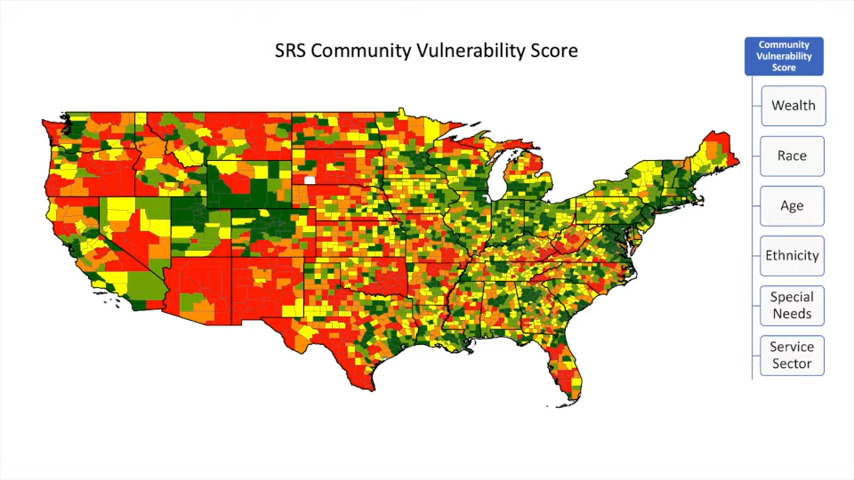 SRS Community Vulnerability Score
Community
Vulnerability
Score
Wealth
Race
Age
Ethnicity
Special
Needs
Service
Sector